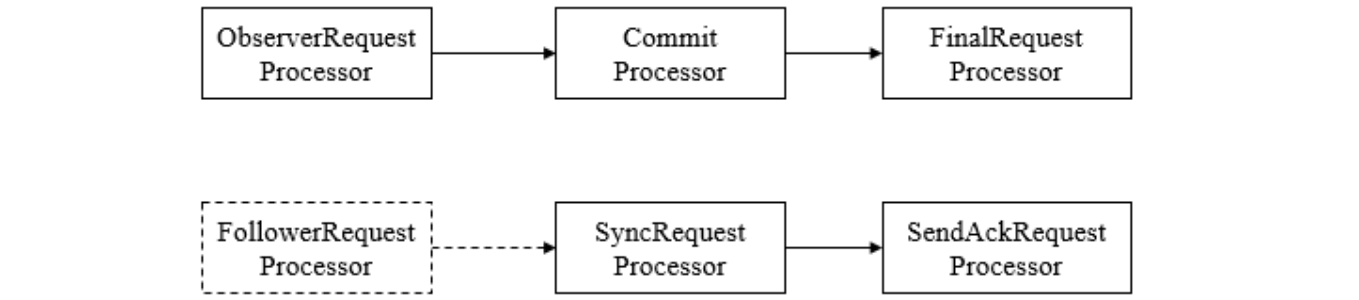 ObserverRequest
Processor
Commit
Processor
FinalRequest
Processor
FollowerRequest
Processor
SyncRequest
Processor
SendAckRequest
Processor